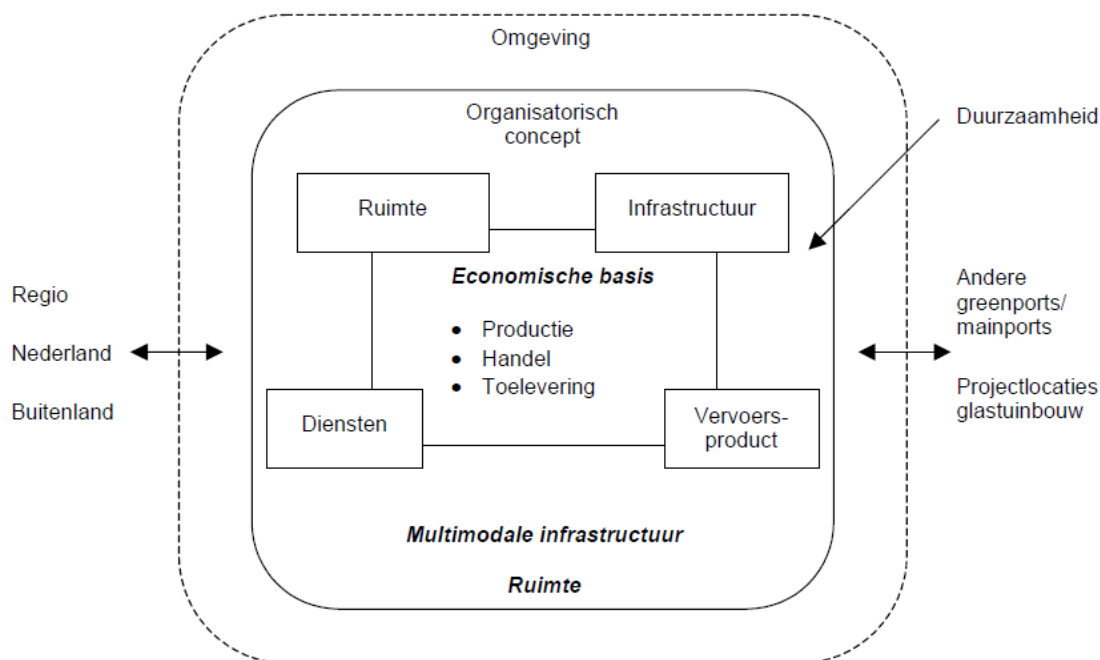 Omgeving
Organisatorisch
concept
Duurzaamheid
Ruimte
Infrastructuur
Economische basis
• Productie
• Handel
• Toelevering
Regio
Nederland
Buitenland
Andere
greenports/
mainports
Projectlocaties
glastuinbouw
Diensten
Vervoers-
product
Multimodale infrastructuur
Ruimte